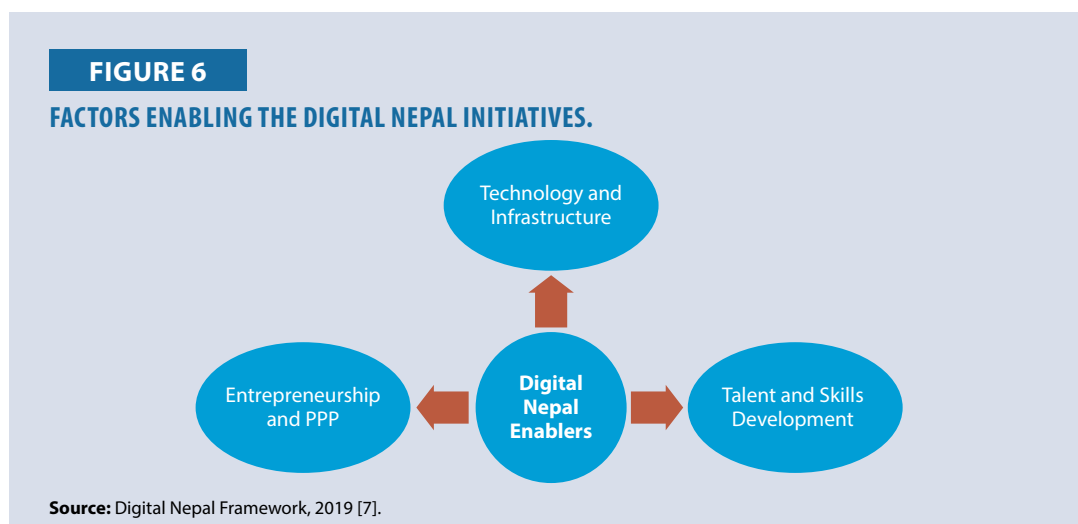 FIGURE 6
FACTORS ENABLING THE DIGITAL NEPAL INITIATIVES.
Technology and
Infrastructure
Entrepreneurship
and PPP
Digital
Nepal
Enablers
Talent and Skills
Development
Source: Digital Nepal Framework, 2019 [7].